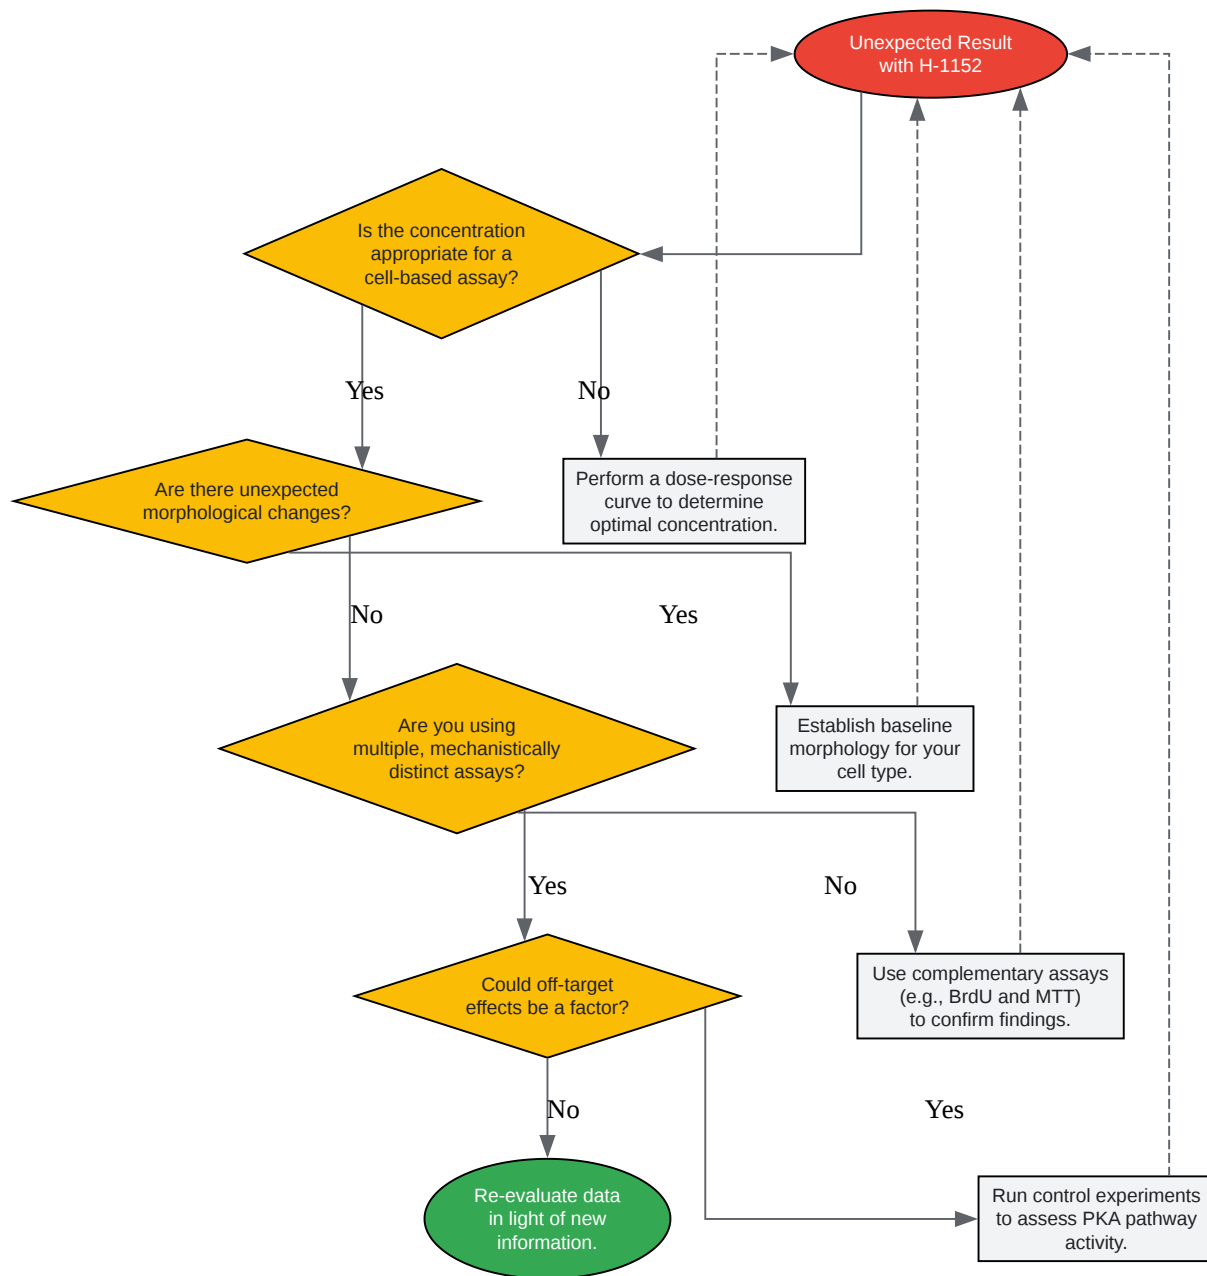 Unexpected Result
with H-1152
Is the concentration
appropriate for a
cell-based assay?
Yes
No
Are there unexpected
morphological changes?
Perform a dose-response
curve to determine
optimal concentration.
No
Yes
Are you using
multiple, mechanistically
distinct assays?
Establish baseline
morphology for your
cell type.
Yes
No
Could off-target
effects be a factor?
Use complementary assays
(e.g., BrdU and MTT)
to confirm findings.
No
Yes
Re-evaluate data
in light of new
information.
Run control experiments
to assess PKA pathway
activity.